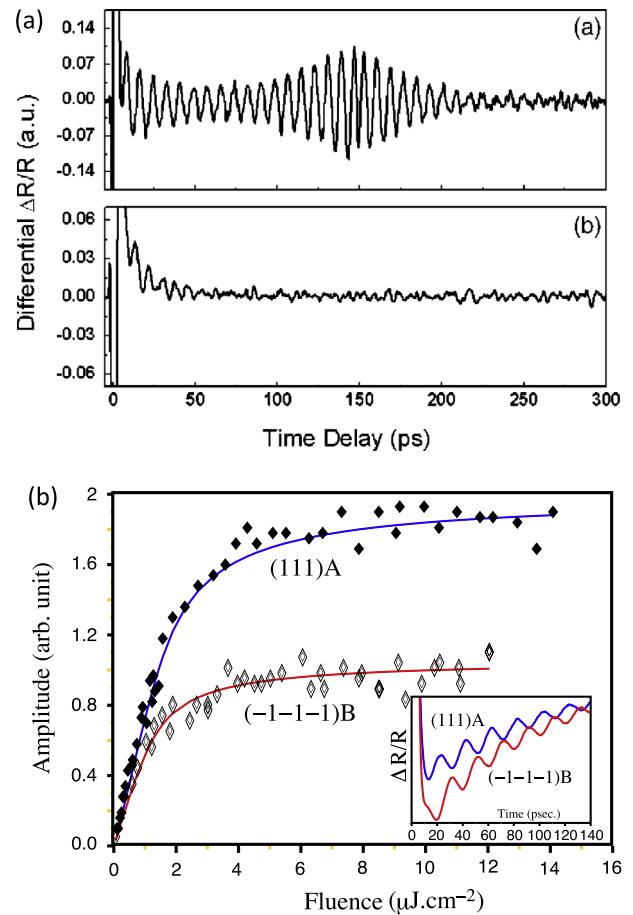 (a)
(a)
0.14
0.07
0.00
-0.07
-0.14
(b)
0.06
0.03
0.00
-0.03
-0.06
Differential ΔR/R (a.u.)
0 50 100 150 200 250 300
Time Delay (ps)
(b)
2
1.6
1.2
0.8
0.4
0.0
Amplitude (arb. unit)
(111)A
(-1-1-1)B
ΔR/R
(111)A
(-1-1-1)B
Time (psec.)
0 20 40 60 80 100 120 140
0 2 4 6 8 10 12 14 16
Fluence (μJ.cm⁻²)